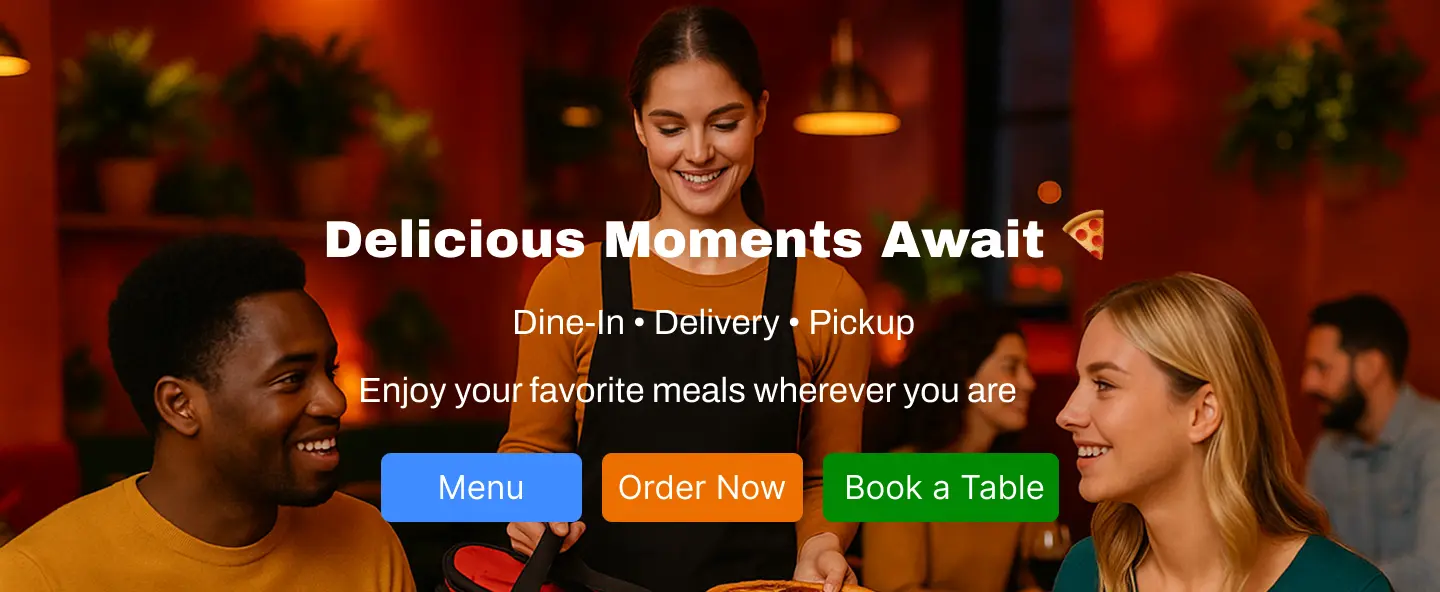 Delicious Moments Await 🍕
Dine-In • Delivery • Pickup
Enjoy your favorite meals wherever you are
Menu
Order Now
Book a Table